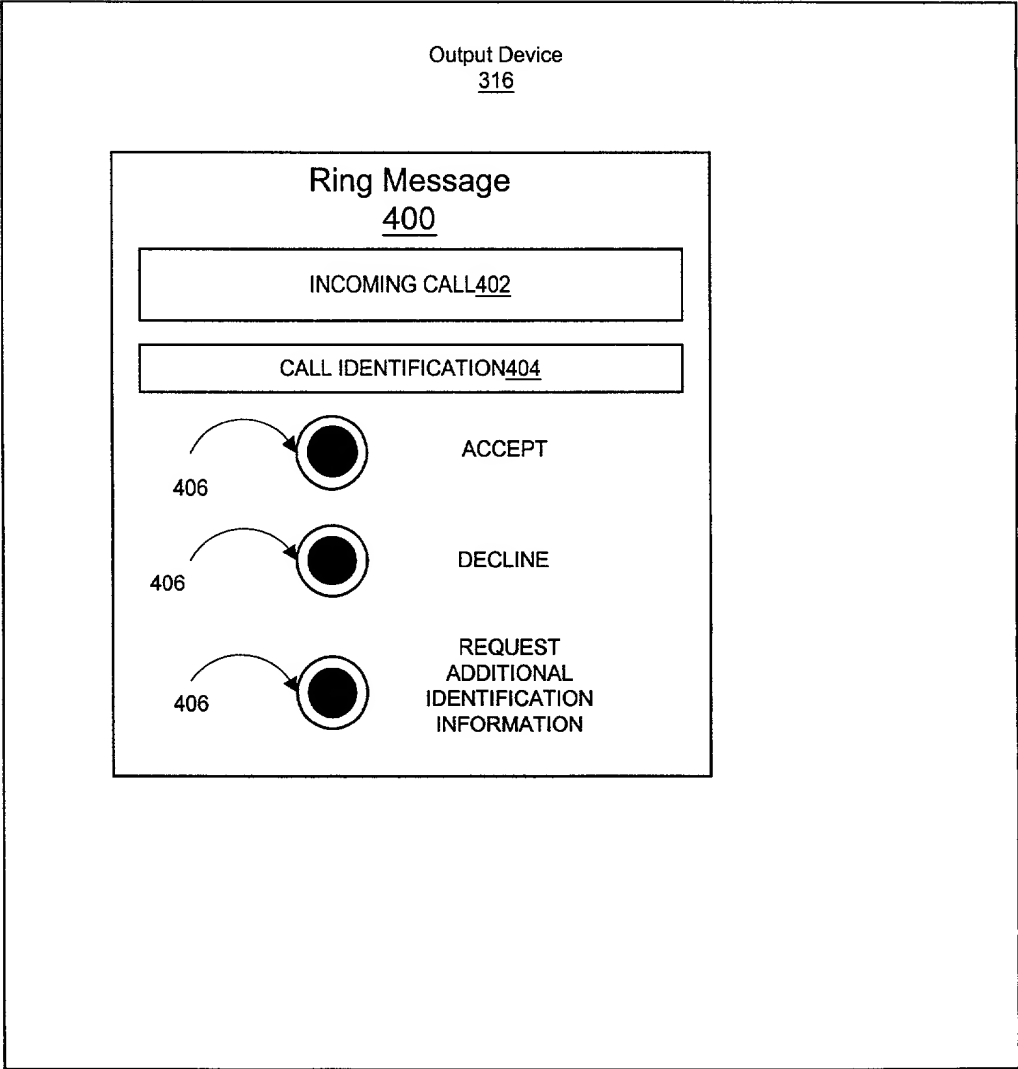 Output Device
316
Ring Message
400
INCOMING CALL402
CALL IDENTIFICATION404
ACCEPT
406
DECLINE
406
REQUEST
ADDITIONAL
IDENTIFICATION
INFORMATION
406